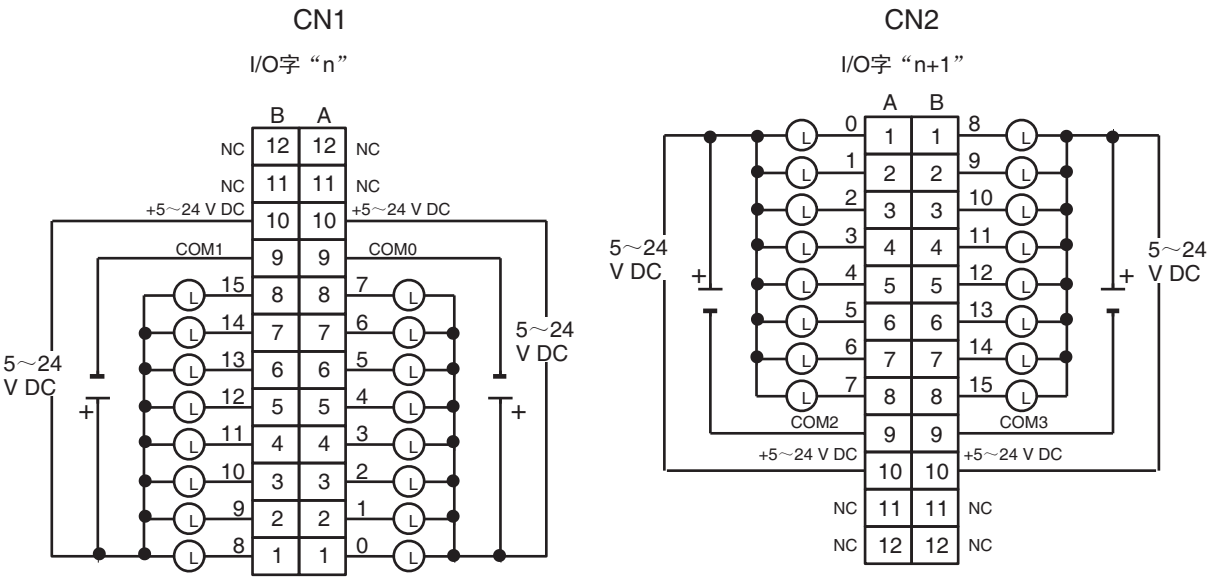 CN1
I/O字“n”
B A
NC 12 12 NC
NC 11 11 NC
+5～24 V DC 10 10 +5～24 V DC
COM1 9 9 COM0
L 15 8 8 7 L
L 14 7 7 6 L
L 13 6 6 5 L
L 12 5 5 4 L
L 11 4 4 3 L
L 10 3 3 2 L
L 9 2 2 1 L
L 8 1 1 0 L
5～24
V DC
+
5～24
V DC
+
CN2
I/O字“n+1”
A B
L 0 1 1 8 L
L 1 2 2 9 L
L 2 3 3 10 L
L 3 4 4 11 L
L 4 5 5 12 L
L 5 6 6 13 L
L 6 7 7 14 L
L 7 8 8 15 L
COM2 9 9 COM3
+5～24 V DC 10 10 +5～24 V DC
NC 11 11 NC
NC 12 12 NC
5～24
V DC
+
5～24
V DC
+